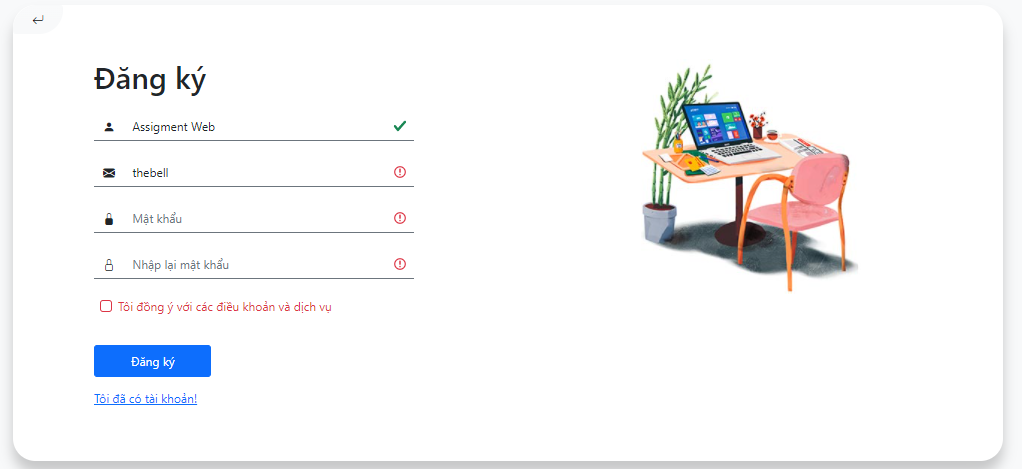 Đăng ký
Assigment Web
thebell
Mật khẩu
Nhập lại mật khẩu
Tôi đồng ý với các điều khoản và dịch vụ
Đăng ký
Tôi đã có tài khoản!